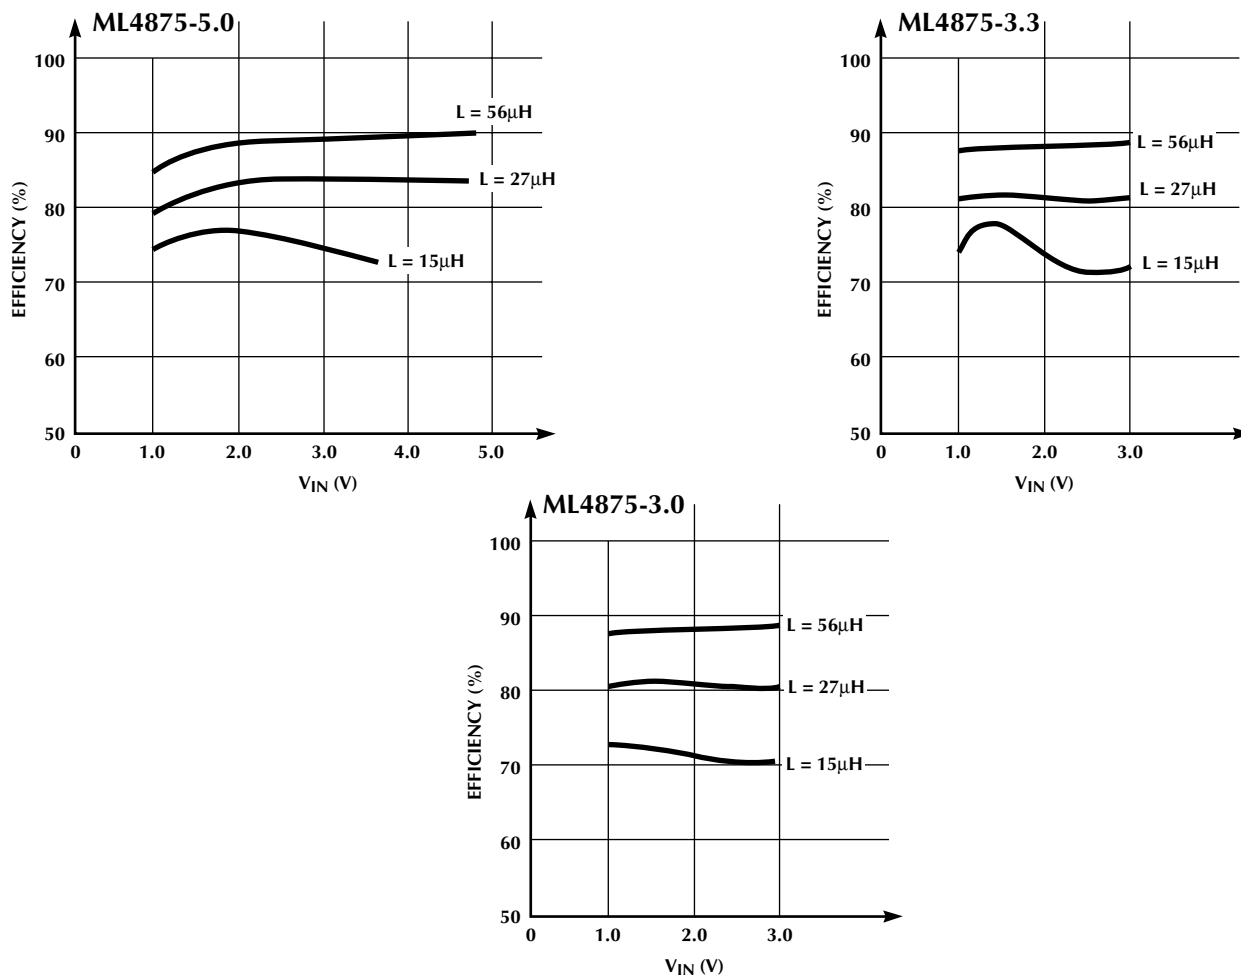 ML4875-5.0
100
90
80
70
60
50
EFFICIENCY (%)
L = 56μH
L = 27μH
L = 15μH
0 1.0 2.0 3.0 4.0 5.0
VIN (V)
ML4875-3.3
100
90
80
70
60
50
EFFICIENCY (%)
L = 56μH
L = 27μH
L = 15μH
0 1.0 2.0 3.0
VIN (V)
ML4875-3.0
100
90
80
70
60
50
EFFICIENCY (%)
L = 56μH
L = 27μH
L = 15μH
0 1.0 2.0 3.0
VIN (V)